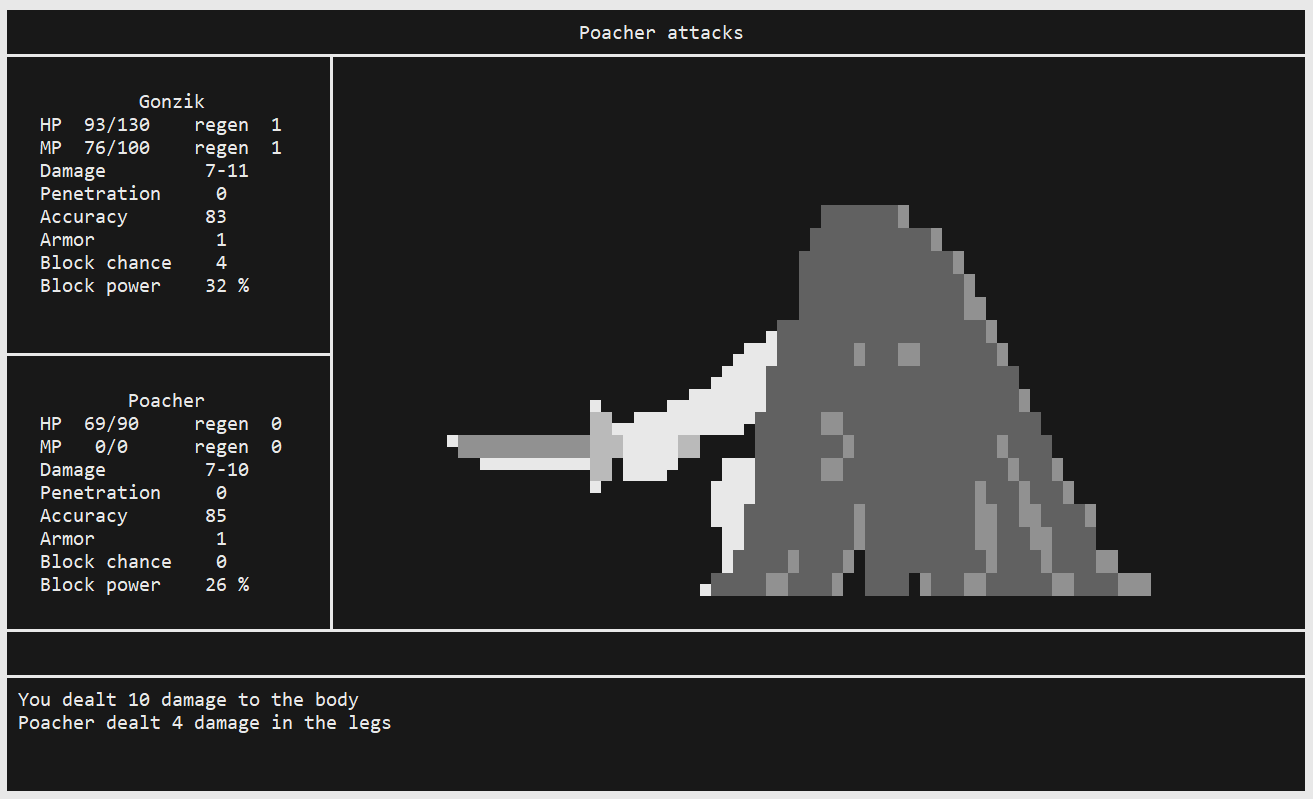 Poacher attacks
Gonzik
HP 93/130 regen 1
MP 76/100 regen 1
Damage 7-11
Penetration 0
Accuracy 83
Armor 1
Block chance 4
Block power 32 %
Poacher
HP 69/90 regen 0
MP 0/0 regen 0
Damage 7-10
Penetration 0
Accuracy 85
Armor 1
Block chance 0
Block power 26 %
You dealt 10 damage to the body
Poacher dealt 4 damage in the legs